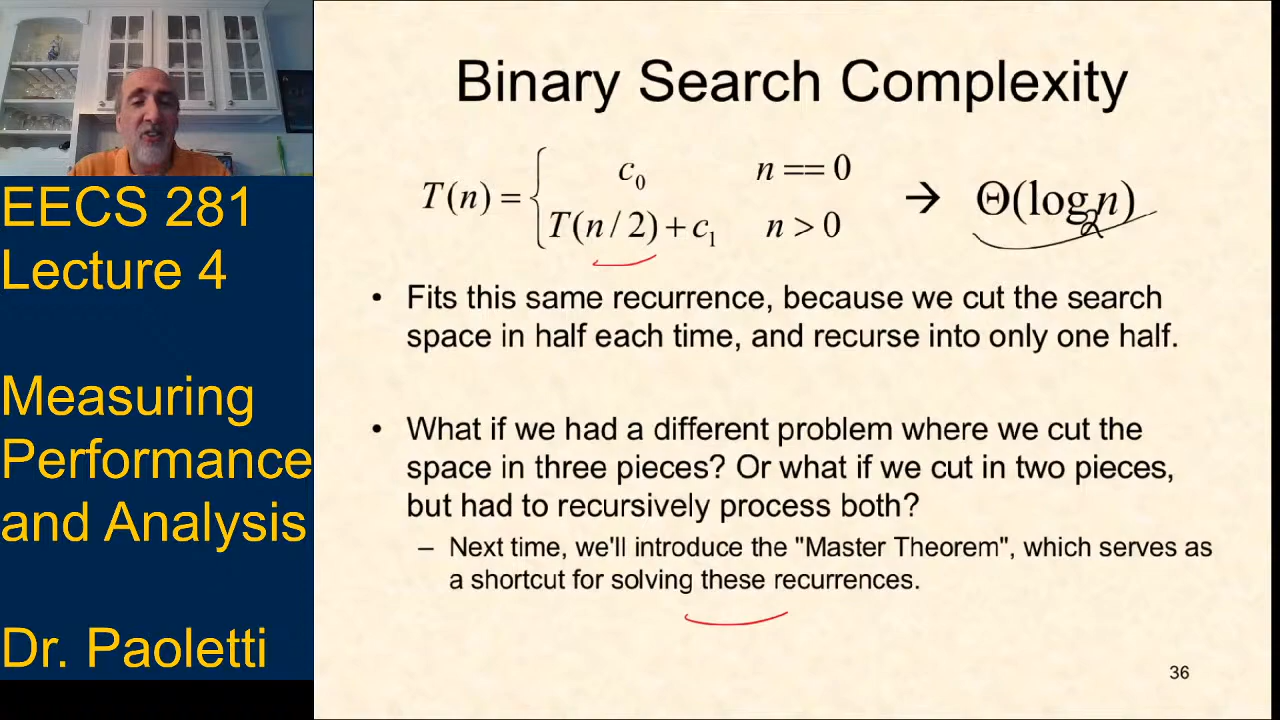 EECS 281
Lecture 4
Measuring
Performance
and Analysis
Dr. Paoletti
Binary Search Complexity
T(n) = { c₀ n == 0
T(n / 2) + c₁ n > 0
→ Θ(log₂n)
• Fits this same recurrence, because we cut the search
space in half each time, and recurse into only one half.
• What if we had a different problem where we cut the
space in three pieces? Or what if we cut in two pieces,
but had to recursively process both?
– Next time, we'll introduce the "Master Theorem", which serves as
a shortcut for solving these recurrences.
36